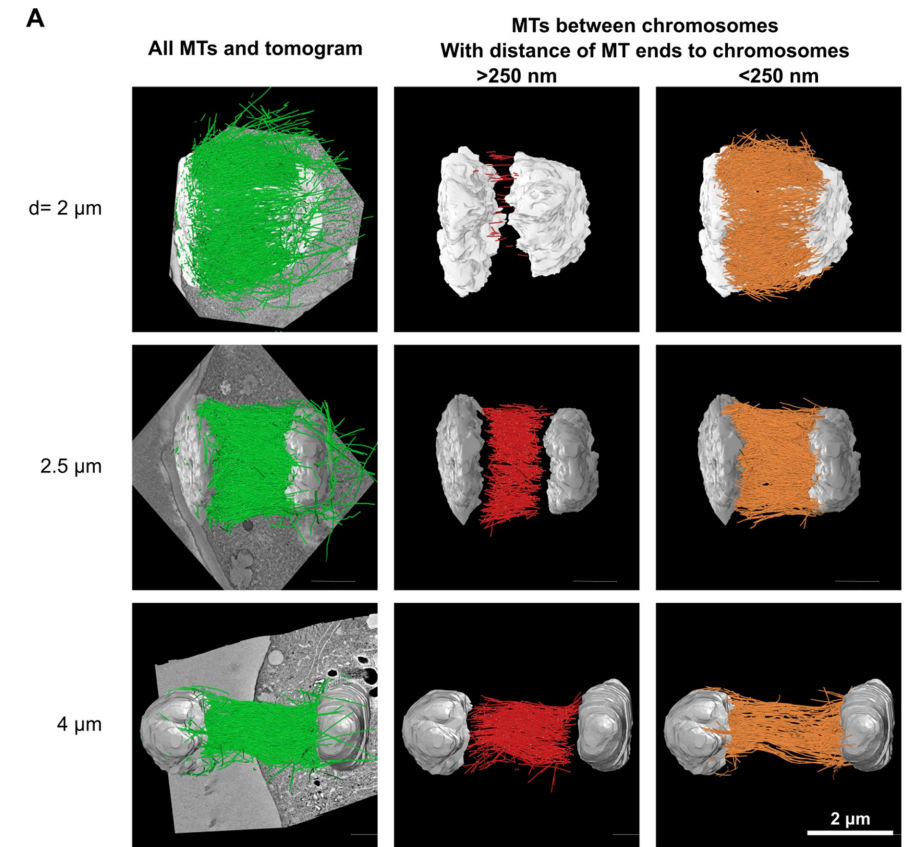 A
All MTs and tomogram
MTs between chromosomes
With distance of MT ends to chromosomes
>250 nm
<250 nm
d= 2 µm
2.5 µm
4 µm
2 µm